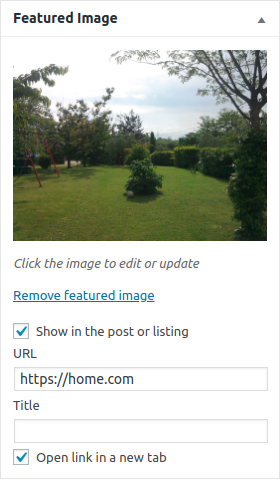 Featured Image
Click the image to edit or update
Remove featured image
Show in the post or listing
URL
https://home.com
Title
Open link in a new tab